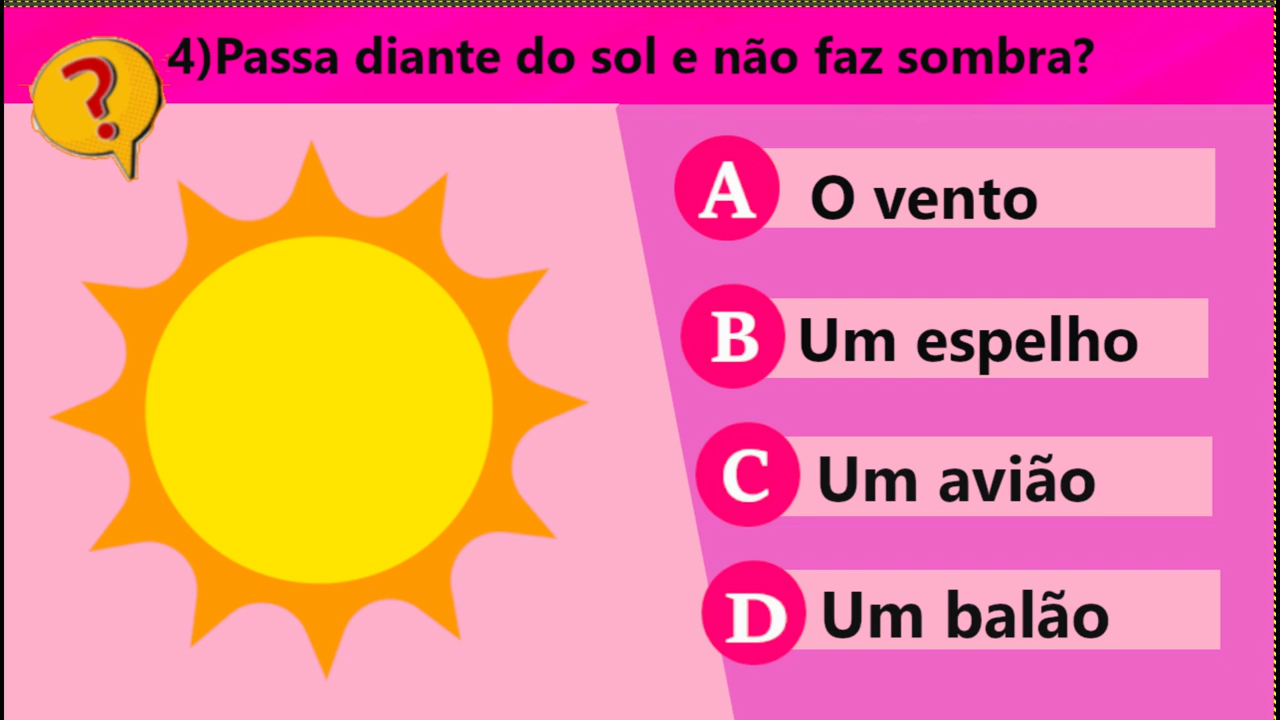 4)Passa diante do sol e não faz sombra?
A O vento
B Um espelho
C Um avião
D Um balão